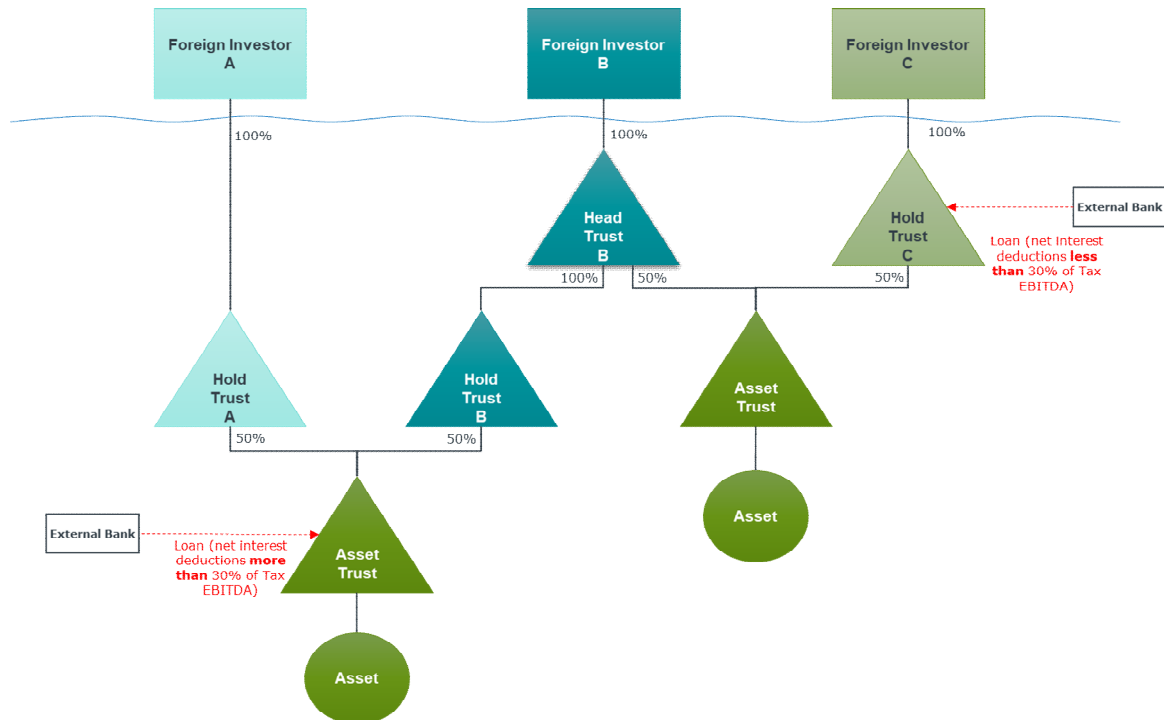 Foreign Investor
A
Foreign Investor
B
Foreign Investor
C
100%
100%
100%
Head
Trust
B
Hold
Trust
C
External Bank
Loan (net Interest
deductions less
than 30% of Tax
EBITDA)
100%
50%
50%
Hold
Trust
A
Hold
Trust
B
Asset
Trust
50%
50%
Asset
External Bank
Loan (net interest
deductions more
than 30% of Tax
EBITDA)
Asset
Trust
Asset